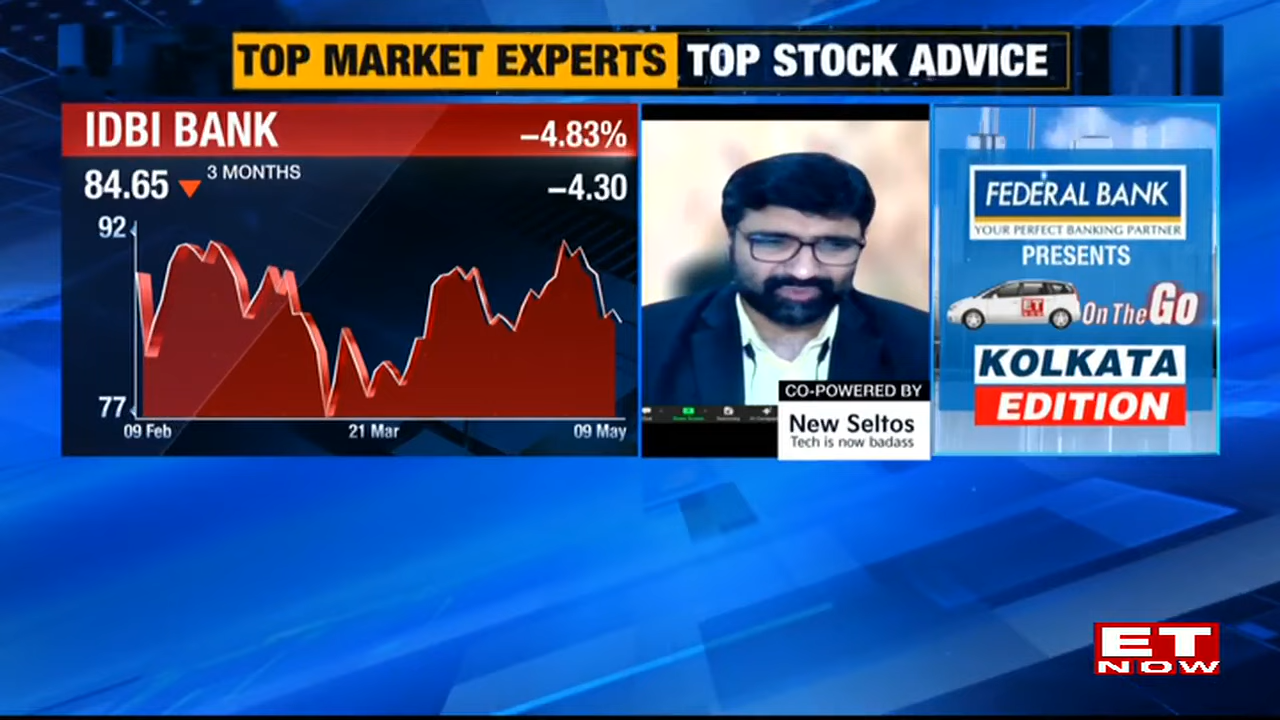 TOP MARKET EXPERTS TOP STOCK ADVICE
IDBI BANK -4.83%
84.65 3 MONTHS -4.30
92
77
09 Feb 21 Mar 09 May
CO-POWERED BY
New Seltos
Tech is now badass
FEDERAL BANK
YOUR PERFECT BANKING PARTNER
PRESENTS
ET NOW On The Go
KOLKATA
EDITION
ET
NOW